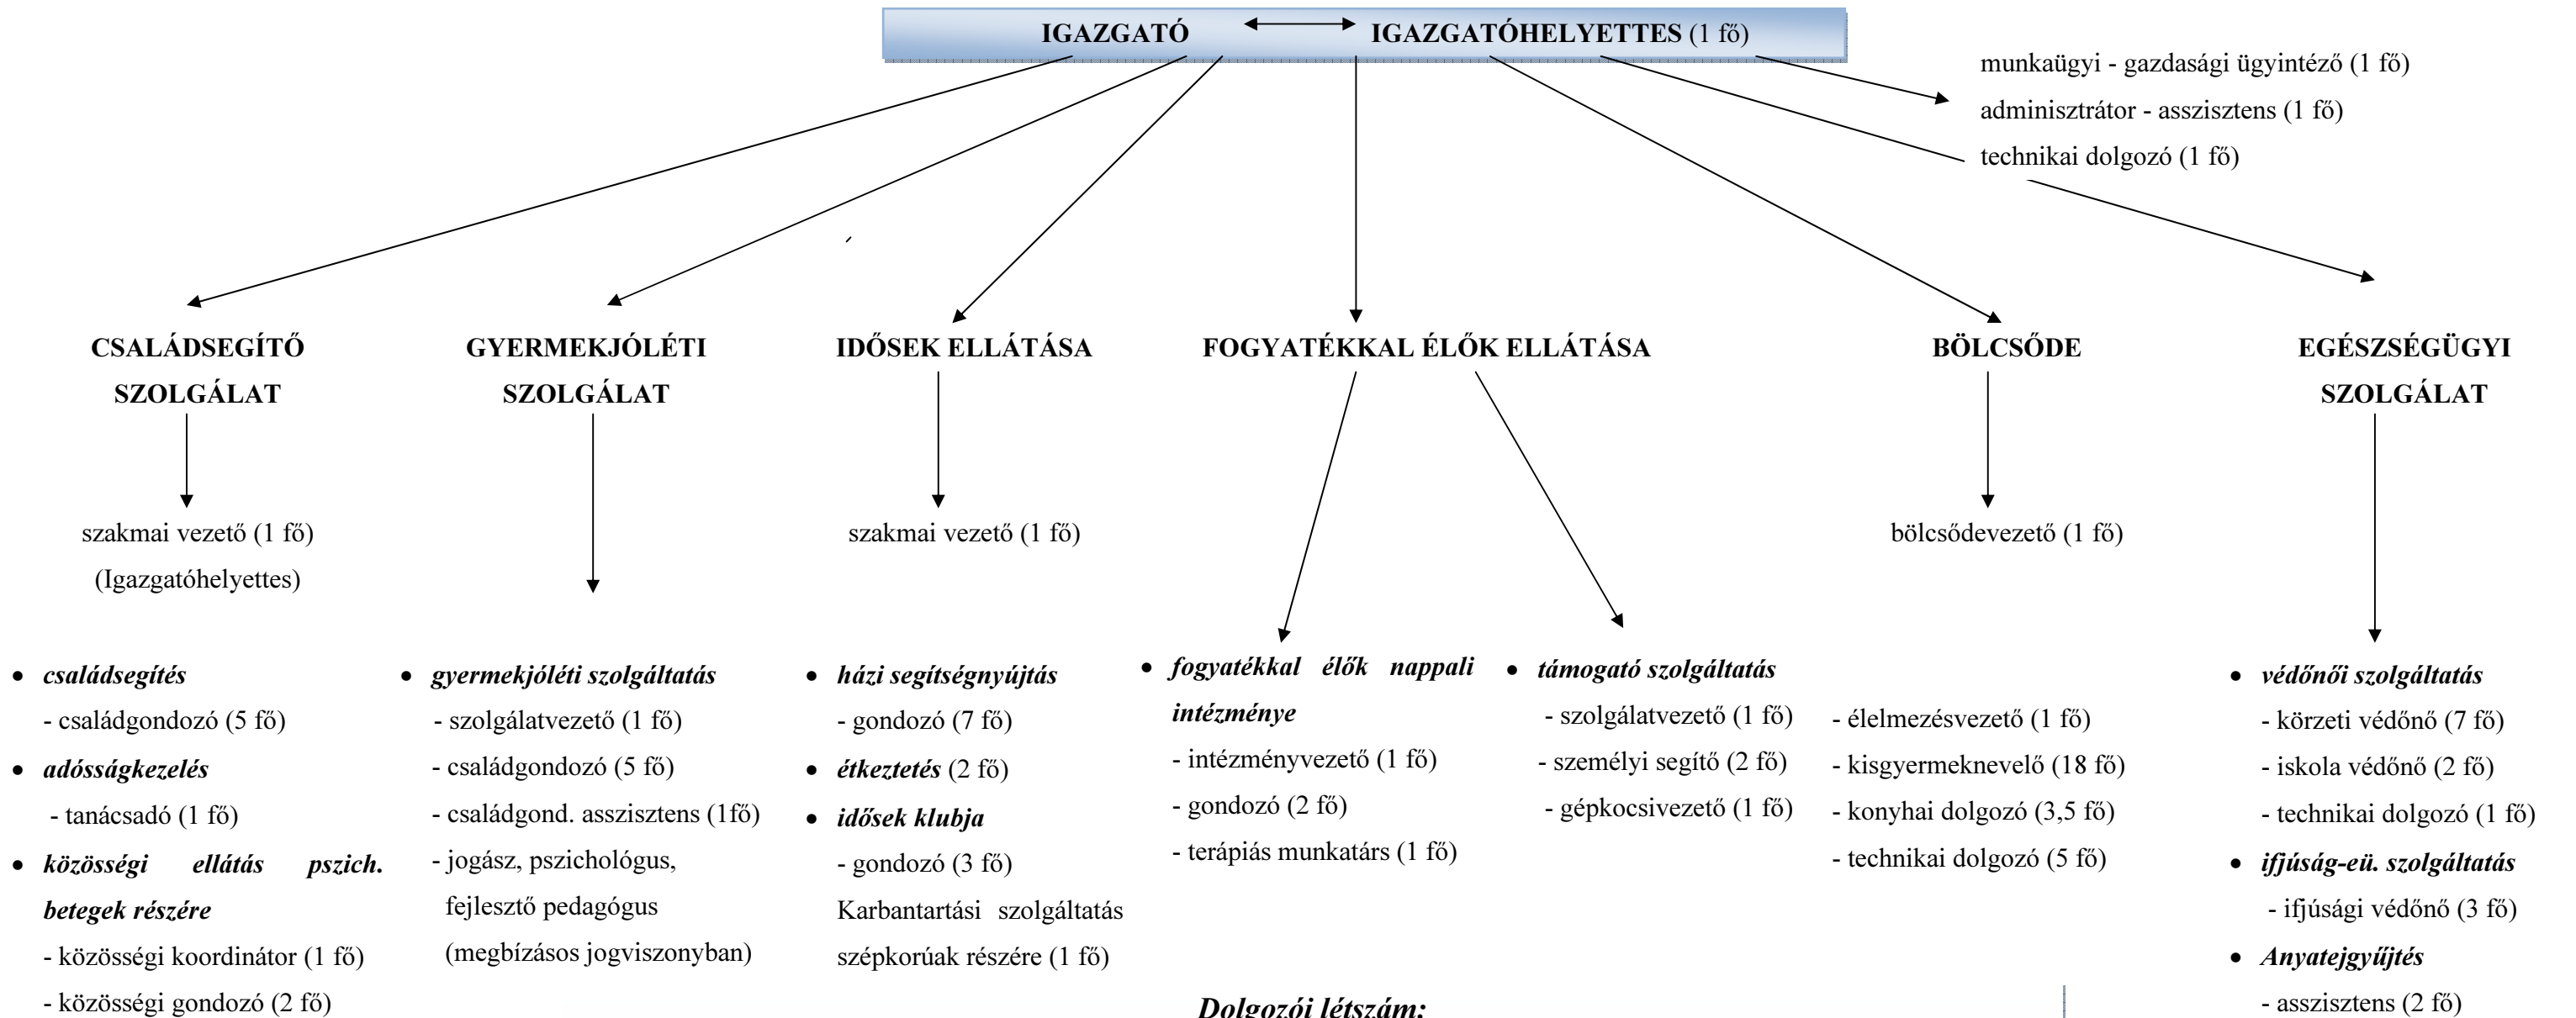 IGAZGATÓ IGAZGATÓHELYETTES (1 fő)
munkaügyi - gazdasági ügyintéző (1 fő)
adminisztrátor - asszisztens (1 fő)
technikai dolgozó (1 fő)
CSALÁDSEGÍTŐ
SZOLGÁLAT
szakmai vezető (1 fő)
(Igazgatóhelyettes)
• családsegítés
- családgondozó (5 fő)
• adósságkezelés
- tanácsadó (1 fő)
• közösségi ellátás pszich.
betegek részére
- közösségi koordinátor (1 fő)
- közösségi gondozó (2 fő)
GYERMEKJÓLÉTI
SZOLGÁLAT
• gyermekjóléti szolgáltatás
- szolgálatvezető (1 fő)
- családgondozó (5 fő)
- családgond. asszisztens (1fő)
- jogász, pszichológus,
fejlesztő pedagógus
(megbízásos jogviszonyban)
IDŐSEK ELLÁTÁSA
szakmai vezető (1 fő)
• házi segítségnyújtás
- gondozó (7 fő)
• étkeztetés (2 fő)
• idősek klubja
- gondozó (3 fő)
Karbantartási szolgáltatás
szépkorúak részére (1 fő)
FOGYATÉKKAL ÉLŐK ELLÁTÁSA
• fogyatékkal élők nappali
intézménye
- intézményvezető (1 fő)
- gondozó (2 fő)
- terápiás munkatárs (1 fő)
• támogató szolgáltatás
- szolgálatvezető (1 fő)
- személyi segítő (2 fő)
- gépkocsivezető (1 fő)
BÖLCSŐDE
bölcsődevezető (1 fő)
- élelmezésvezető (1 fő)
- kisgyermeknevelő (18 fő)
- konyhai dolgozó (3,5 fő)
- technikai dolgozó (5 fő)
EGÉSZSÉGÜGYI
SZOLGÁLAT
• védőnői szolgáltatás
- körzeti védőnő (7 fő)
- iskola védőnő (2 fő)
- technikai dolgozó (1 fő)
• ifjúság-eü. szolgáltatás
- ifjúsági védőnő (3 fő)
• Anyatejgyűjtés
- asszisztens (2 fő)
Dolgozói létszám: